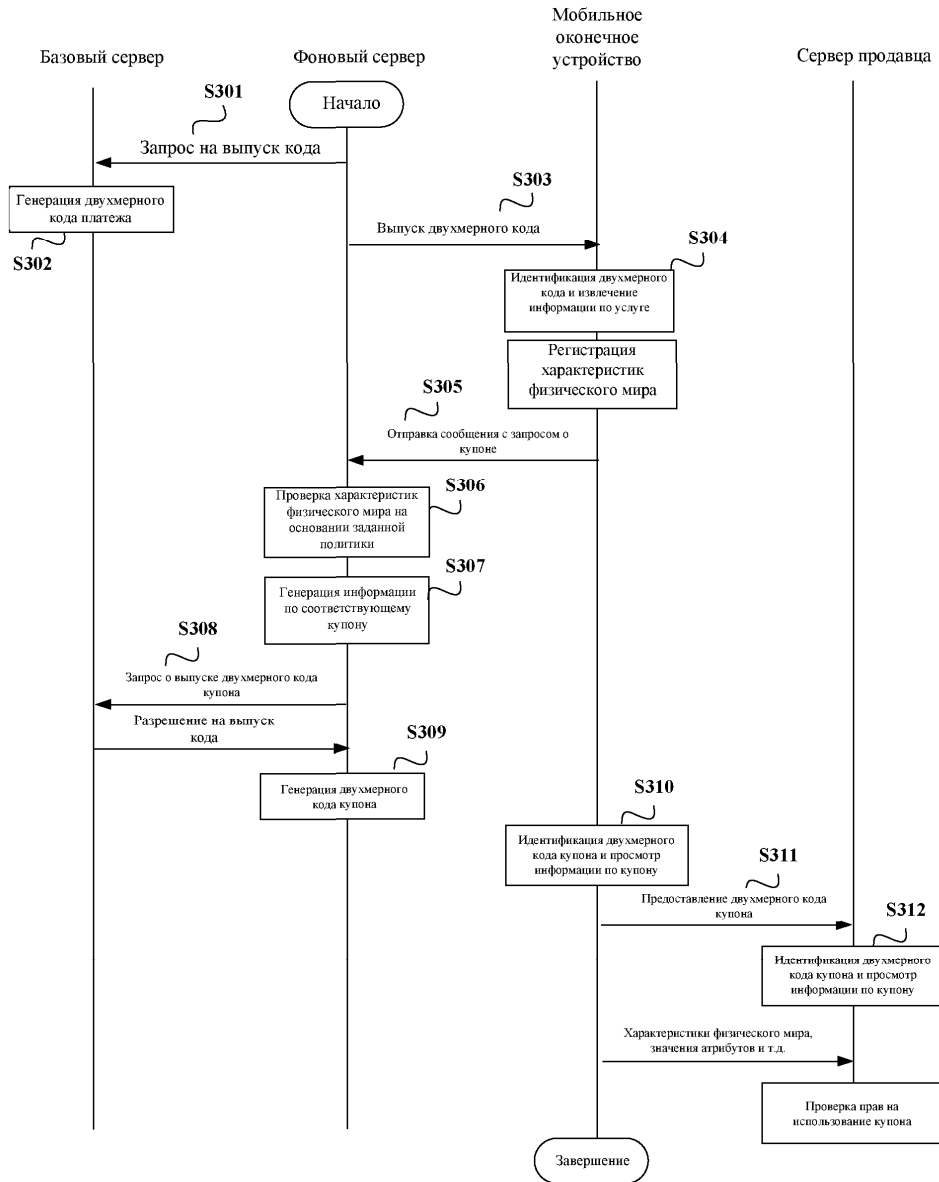 Мобильное
оконечное
устройство
Базовый сервер
Фоновый сервер
Сервер продавца
S301
Начало
Запрос на выпуск кода
Генерация двухмерного
кода платежа
S302
S303
Выпуск двухмерного кода
S304
Идентификация двухмерного
кода и извлечение
информации по услуге
Регистрация
характеристик
физического мира
S305
Отправка сообщения с запросом о
купоне
S306
Проверка характеристик
физического мира на
основании заданной
политики
S307
Генерация информации
по соответствующему
купону
S308
Запрос о выпуске двухмерного кода
купона
Разрешение на выпуск
кода
S309
Генерация двухмерного
кода купона
S310
Идентификация двухмерного
кода купона и просмотр
информации по купону
S311
Предоставление двухмерного кода
купона
S312
Идентификация двухмерного
кода купона и просмотр
информации по купону
Характеристики физического мира,
значения атрибутов и т.д.
Проверка прав на
использование купона
Завершение